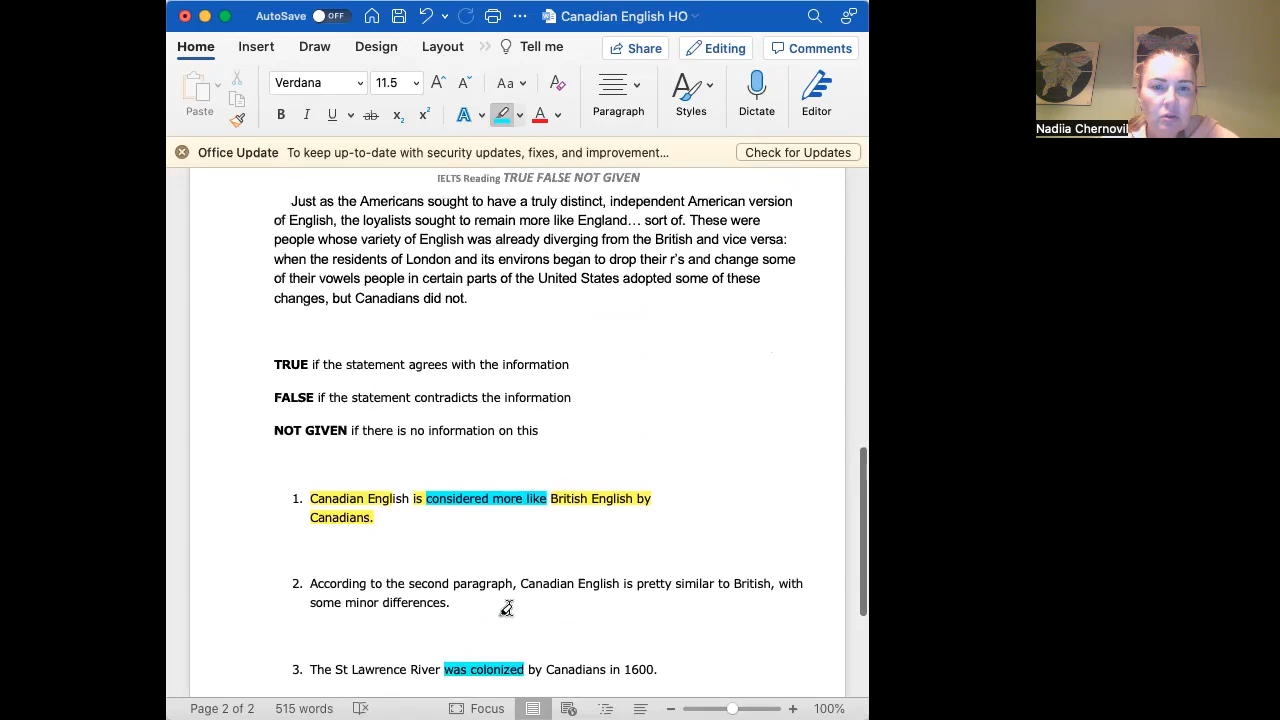 AutoSave OFF Canadian English HO
Home Insert Draw Design Layout Tell me Share Editing Comments
Verdana 11.5 Aa A
Paste B I U ab x₂ x² A A Paragraph Styles Dictate Editor
Office Update To keep up-to-date with security updates, fixes, and improvement... Check for Updates
IELTS Reading TRUE FALSE NOT GIVEN
Just as the Americans sought to have a truly distinct, independent American version
of English, the loyalists sought to remain more like England… sort of. These were
people whose variety of English was already diverging from the British and vice versa:
when the residents of London and its environs began to drop their r's and change some
of their vowels people in certain parts of the United States adopted some of these
changes, but Canadians did not.
TRUE if the statement agrees with the information
FALSE if the statement contradicts the information
NOT GIVEN if there is no information on this
1. Canadian English is considered more like British English by
Canadians.
2. According to the second paragraph, Canadian English is pretty similar to British, with
some minor differences.
3. The St Lawrence River was colonized by Canadians in 1600.
Page 2 of 2 515 words Focus 100%
Nadiia Chernovil